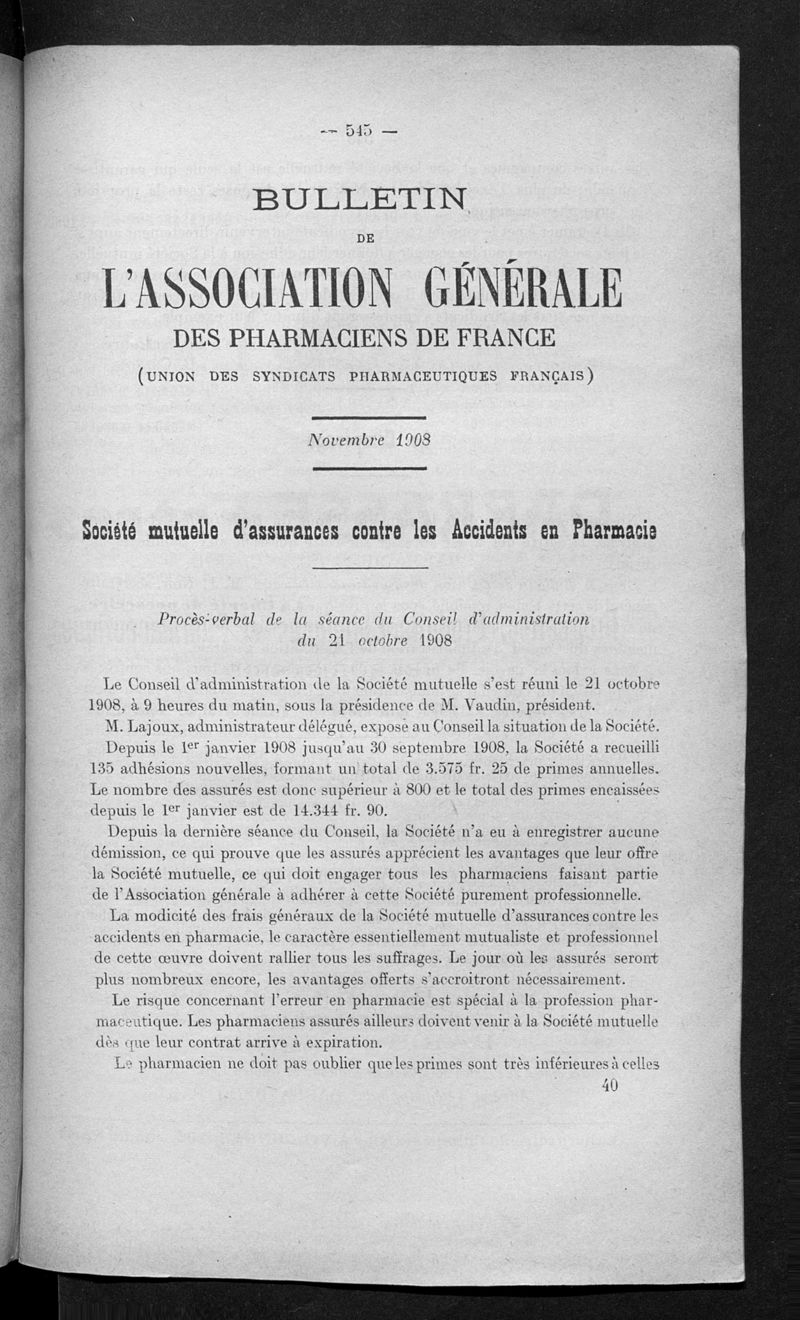 — 545 —
BULLETIN
DE
L'ASSOCIATION GÉNÉRALE
DES PHARMACIENS DE FRANCE
(UNION DES SYNDICATS PHARMACEUTIQUES FRANÇAIS)
Novembre 1908
Société mutuelle d'assurances contre les Accidents en Pharmacie
Procès-verbal de la séance du Conseil d'administration
du 21 octobre 1908
Le Conseil d'administration de la Société mutuelle s'est réuni le 21 octobre
1908, à 9 heures du matin, sous la présidence de M. Vaudin, président.
M. Lajoux, administrateur délégué, expose au Conseil la situation de la Société.
Depuis le 1er janvier 1908 jusqu'au 30 septembre 1908, la Société a recueilli
135 adhésions nouvelles, formant un total de 3.575 fr. 25 de primes annuelles.
Le nombre des assurés est donc supérieur à 800 et le total des primes encaissées
depuis le 1er janvier est de 14.344 fr. 90.
Depuis la dernière séance du Conseil, la Société n'a eu à enregistrer aucune
démission, ce qui prouve que les assurés apprécient les avantages que leur offre
la Société mutuelle, ce qui doit engager tous les pharmaciens faisant partie
de l'Association générale à adhérer à cette Société purement professionnelle.
La modicité des frais généraux de la Société mutuelle d'assurances contre les
accidents en pharmacie, le caractère essentiellement mutualiste et professionnel
de cette œuvre doivent rallier tous les suffrages. Le jour où les assurés seront
plus nombreux encore, les avantages offerts s'accroitront nécessairement.
Le risque concernant l'erreur en pharmacie est spécial à la profession phar-
maceutique. Les pharmaciens assurés ailleurs doivent venir à la Société mutuelle
dès que leur contrat arrive à expiration.
Le pharmacien ne doit pas oublier que les primes sont très inférieures à celles
40